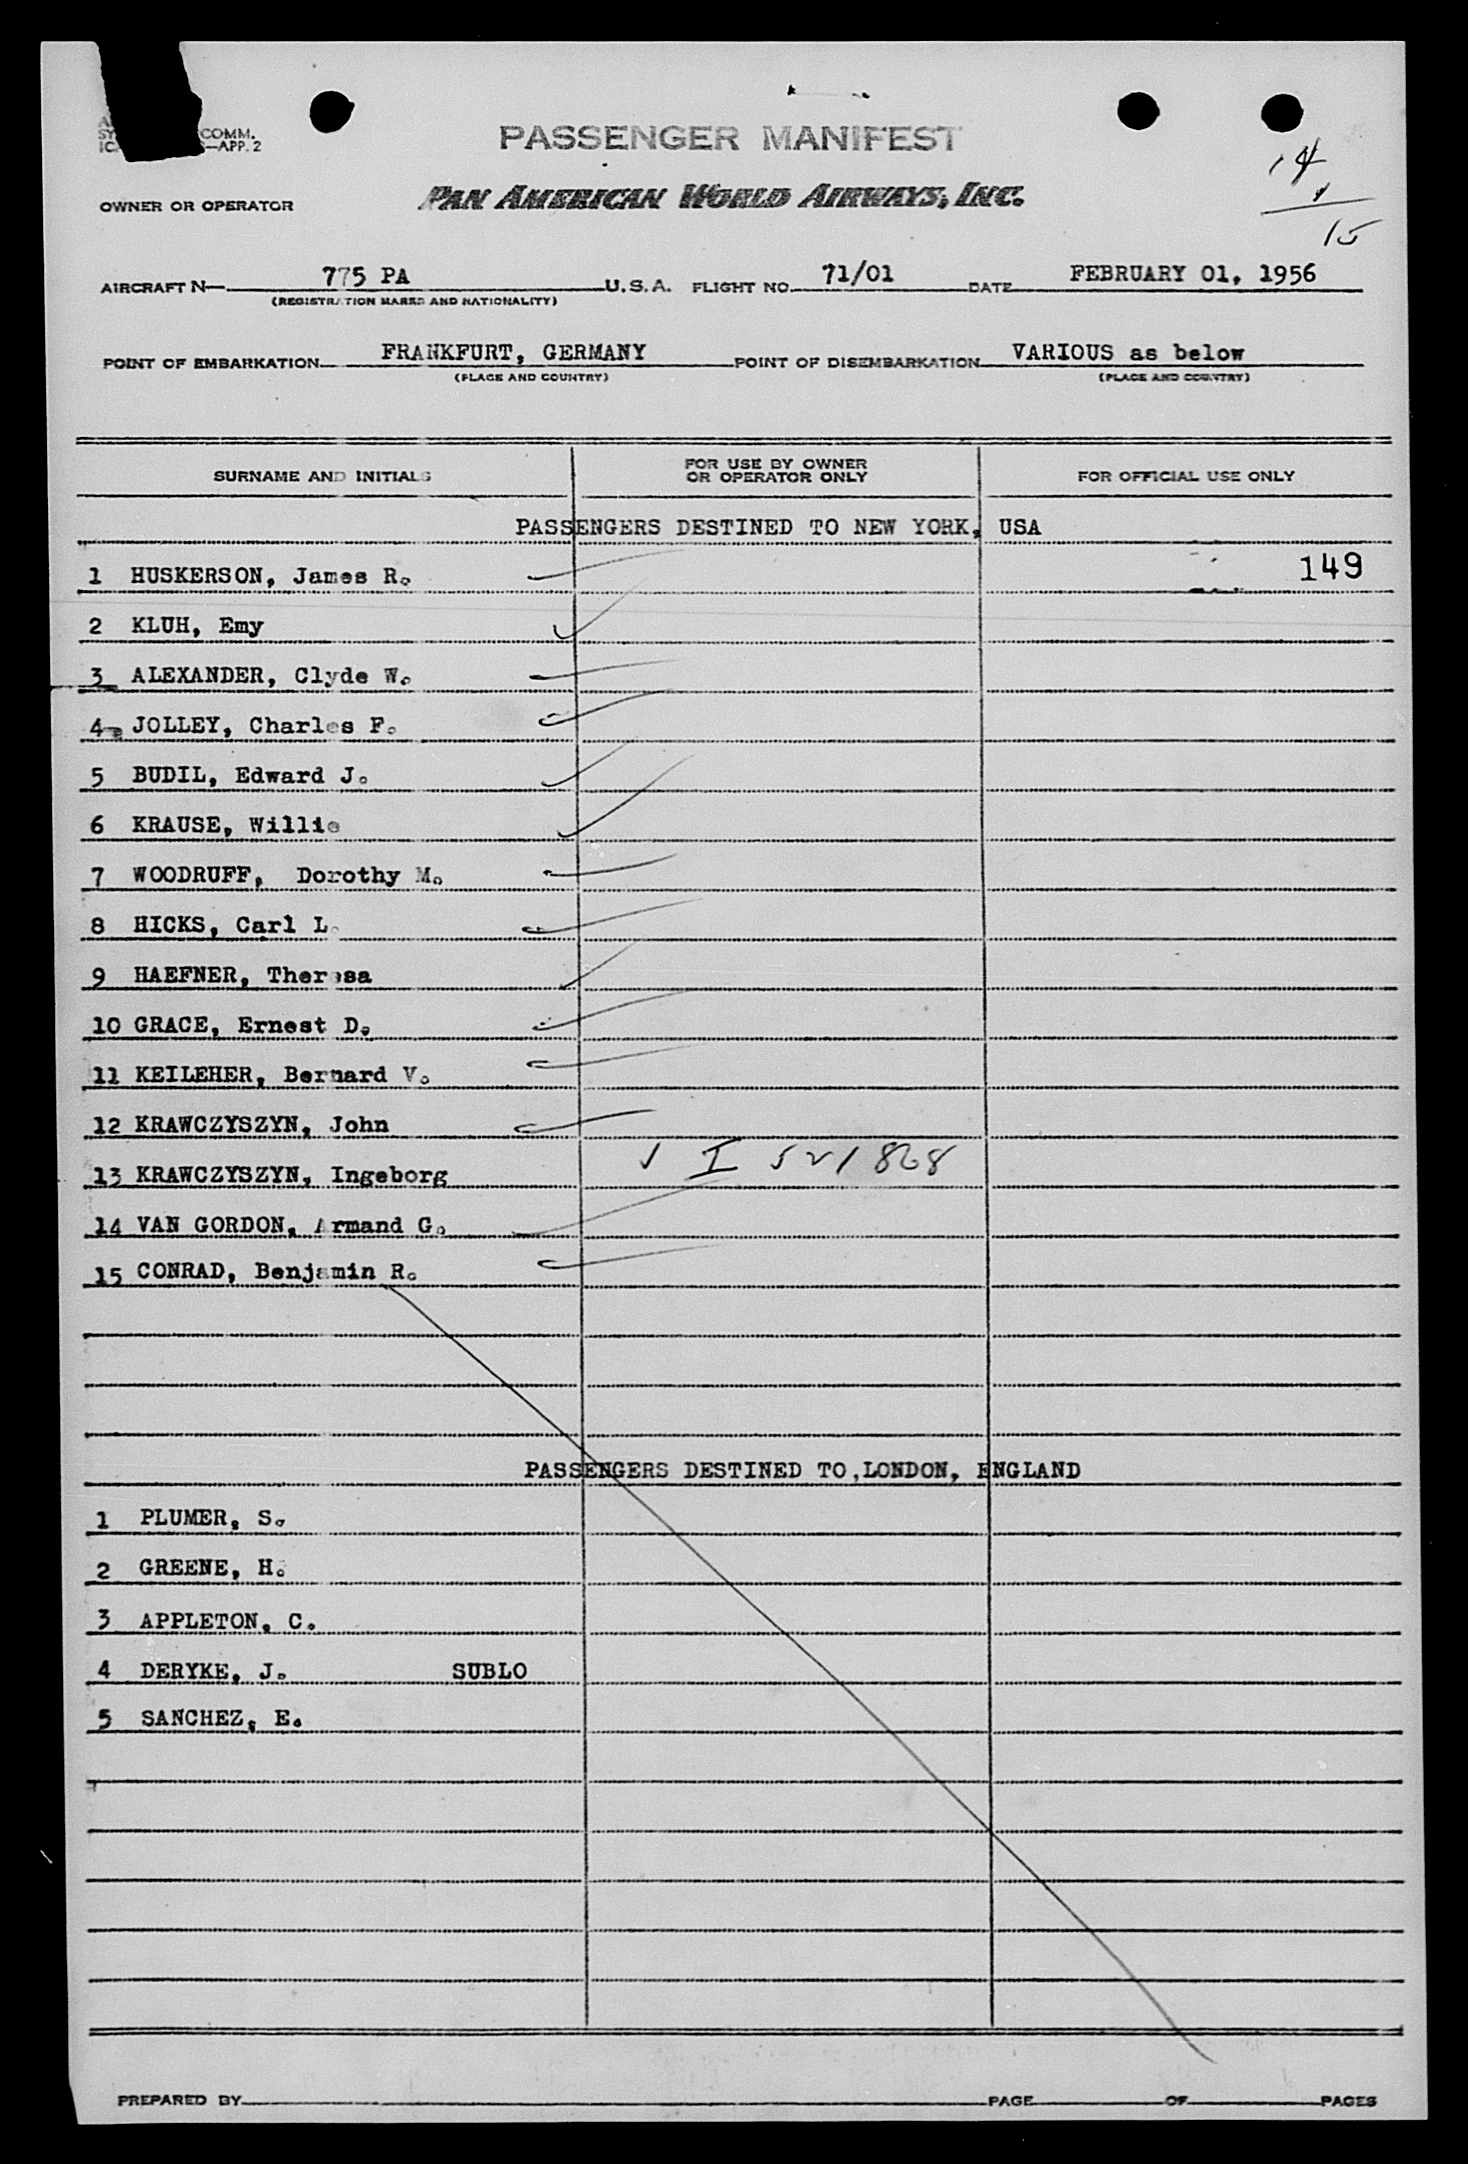 COMM.
—APP. 2
PASSENGER MANIFEST
14
1
15
OWNER OR OPERATOR
PAN AMERICAN WORLD AIRWAYS, INC.
AIRCRAFT N— 775 PA U.S.A. FLIGHT NO. 71/01 DATE FEBRUARY 01, 1956
(REGISTRATION MARKS AND NATIONALITY)
POINT OF EMBARKATION FRANKFURT, GERMANY POINT OF DISEMBARKATION VARIOUS as below
(PLACE AND COUNTRY) (PLACE AND COUNTRY)
SURNAME AND INITIALS FOR USE BY OWNER OR OPERATOR ONLY FOR OFFICIAL USE ONLY
PASSENGERS DESTINED TO NEW YORK, USA
1 HUSKERSON, James R. 149
2 KLUH, Emy
3 ALEXANDER, Clyde W.
4 JOLLEY, Charles F.
5 BUDIL, Edward J.
6 KRAUSE, Willie
7 WOODRUFF, Dorothy M.
8 HICKS, Carl L.
9 HAEFNER, Theresa
10 GRACE, Ernest D.
11 KEILEHER, Bernard V.
12 KRAWCZYSZYN, John
13 KRAWCZYSZYN, Ingeborg √ I 521868
14 VAN GORDON, Armand G.
15 CONRAD, Benjamin R.
PASSENGERS DESTINED TO,LONDON, ENGLAND
1 PLUMER, S.
2 GREENE, H.
3 APPLETON, C.
4 DERYKE, J. SUBLO
5 SANCHEZ, E.
PREPARED BY PAGE OF PAGES